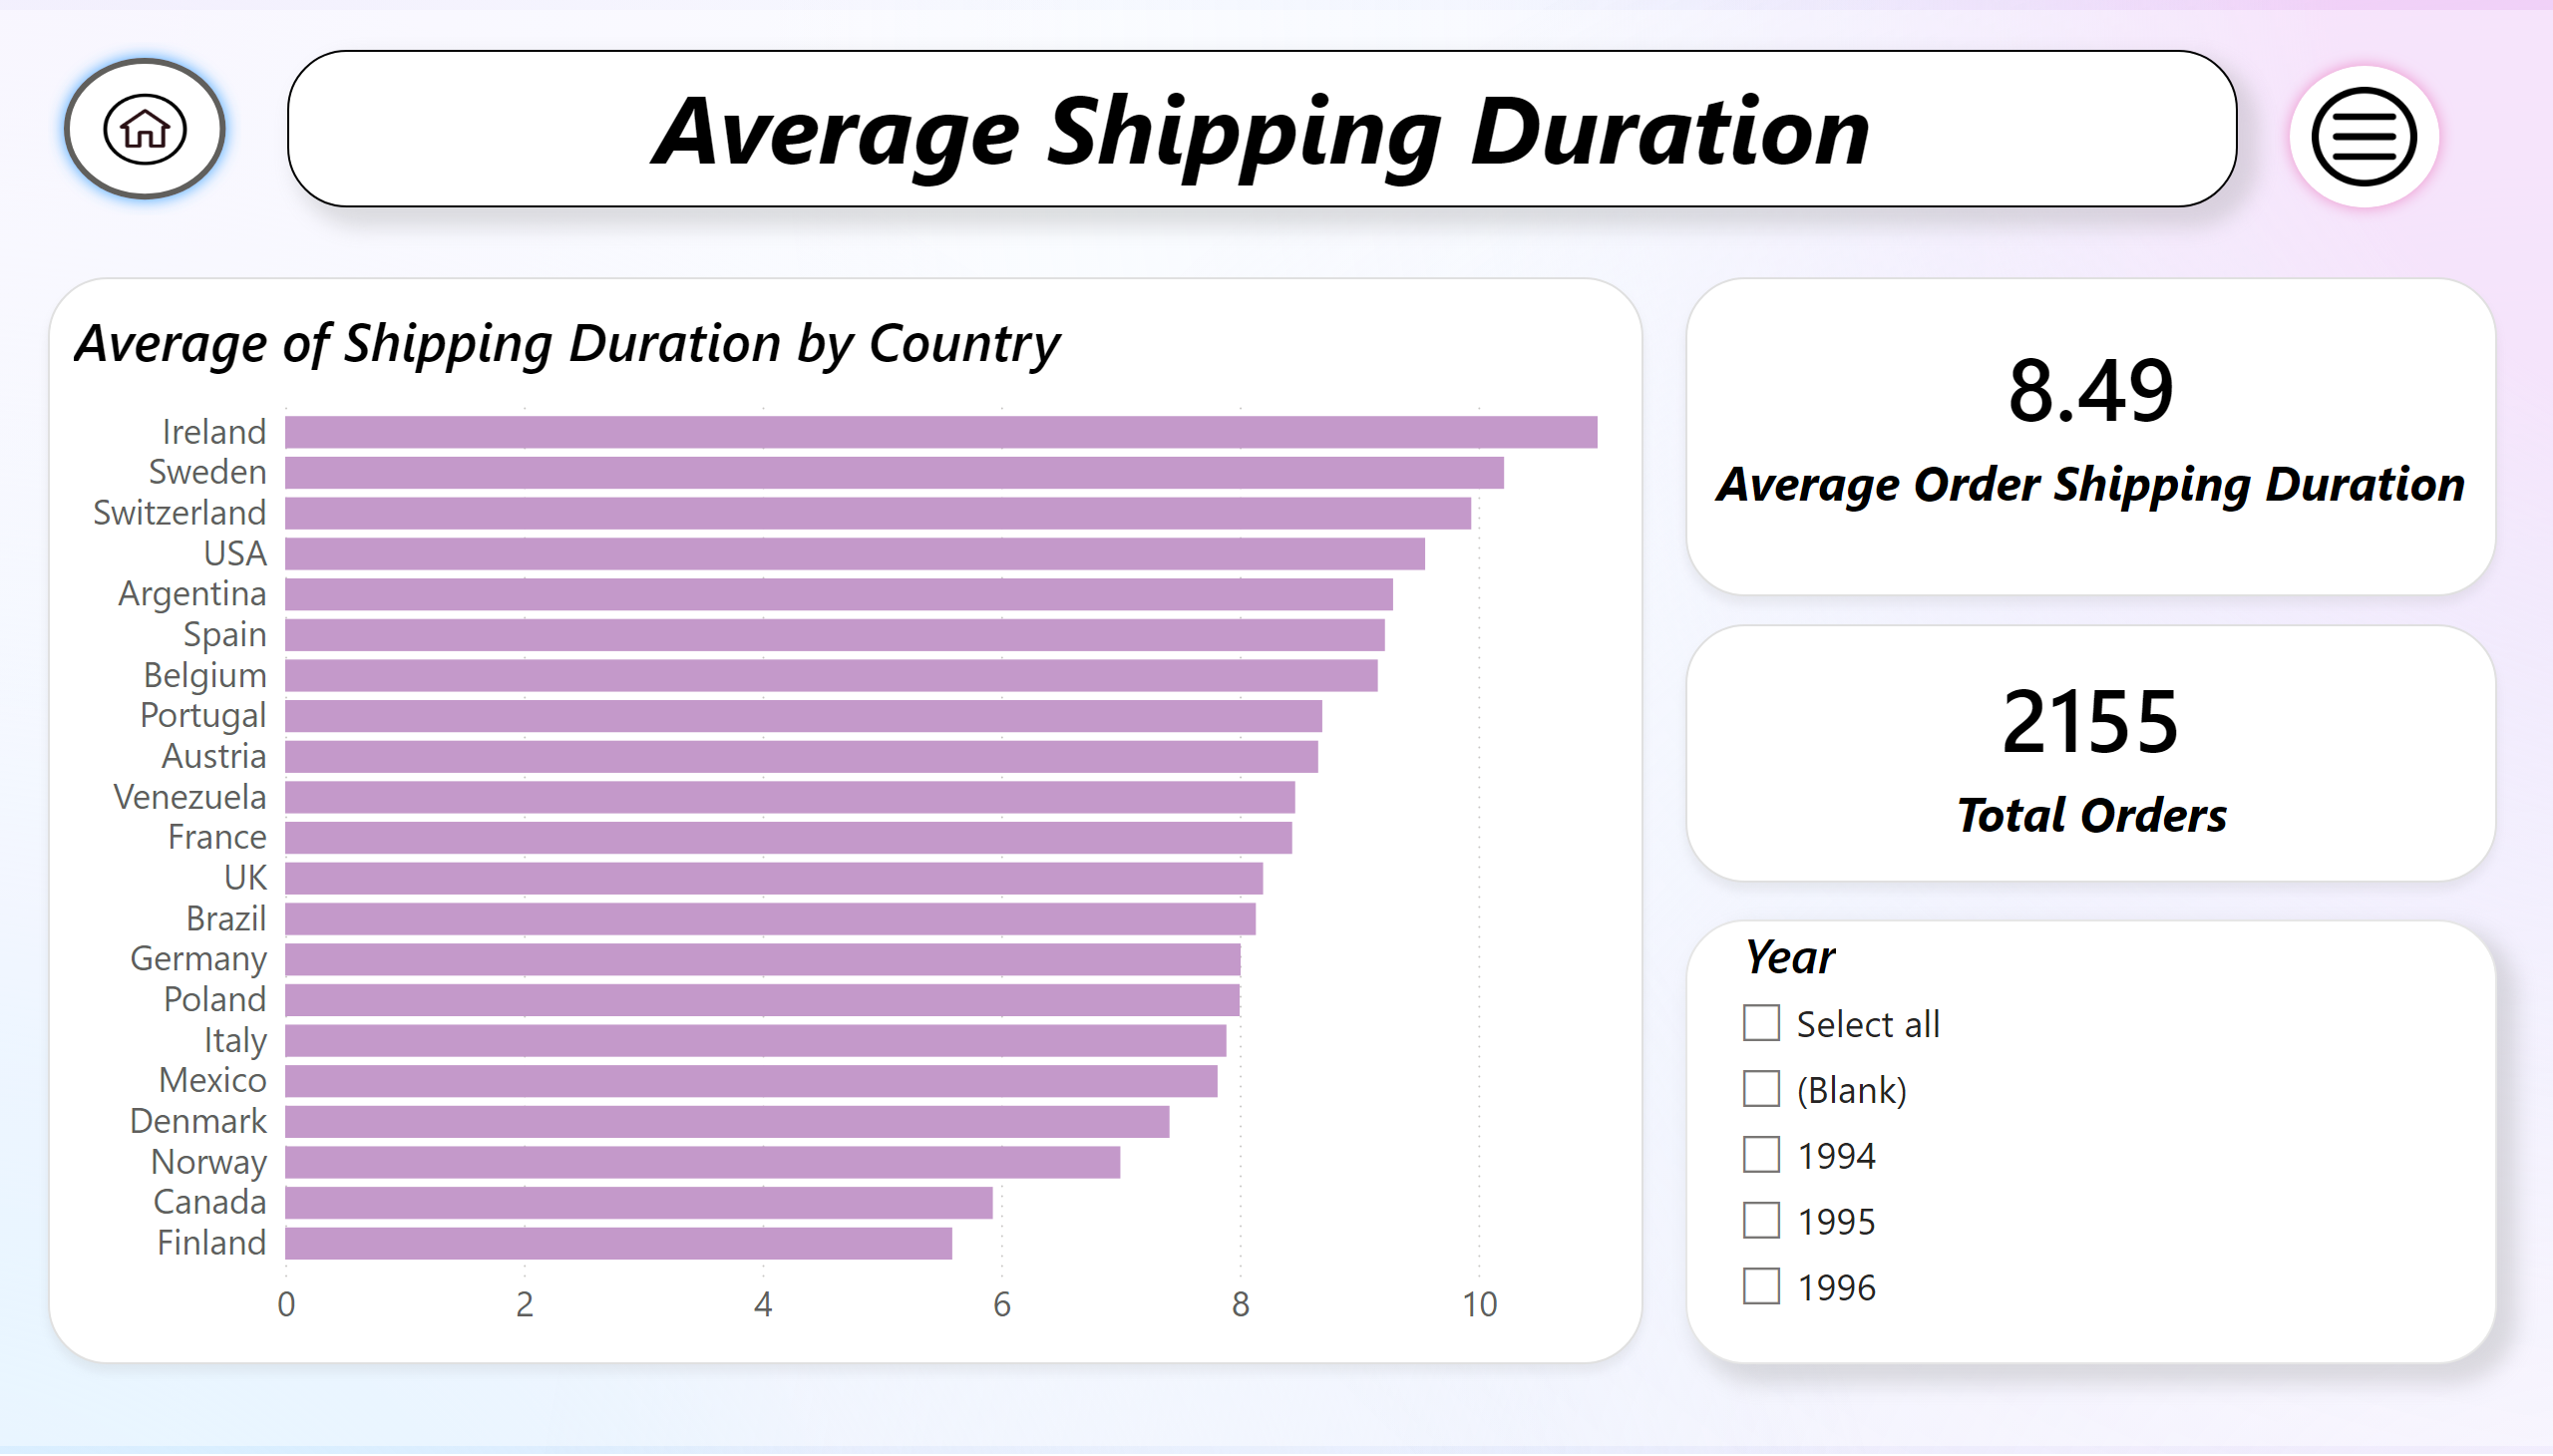 Average Shipping Duration
Average of Shipping Duration by Country
Ireland
Sweden
Switzerland
USA
Argentina
Spain
Belgium
Portugal
Austria
Venezuela
France
UK
Brazil
Germany
Poland
Italy
Mexico
Denmark
Norway
Canada
Finland
0 2 4 6 8 10
8.49
Average Order Shipping Duration
2155
Total Orders
Year
Select all
(Blank)
1994
1995
1996